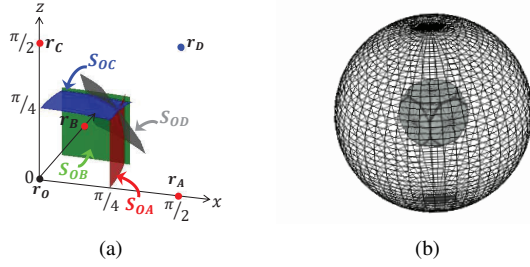 z
π/2
r_C
r_D
S_OC
π/4
r_B
S_OD
0
r_O
S_OB
S_OA
π/4
r_A
π/2
x
(a)
(b)